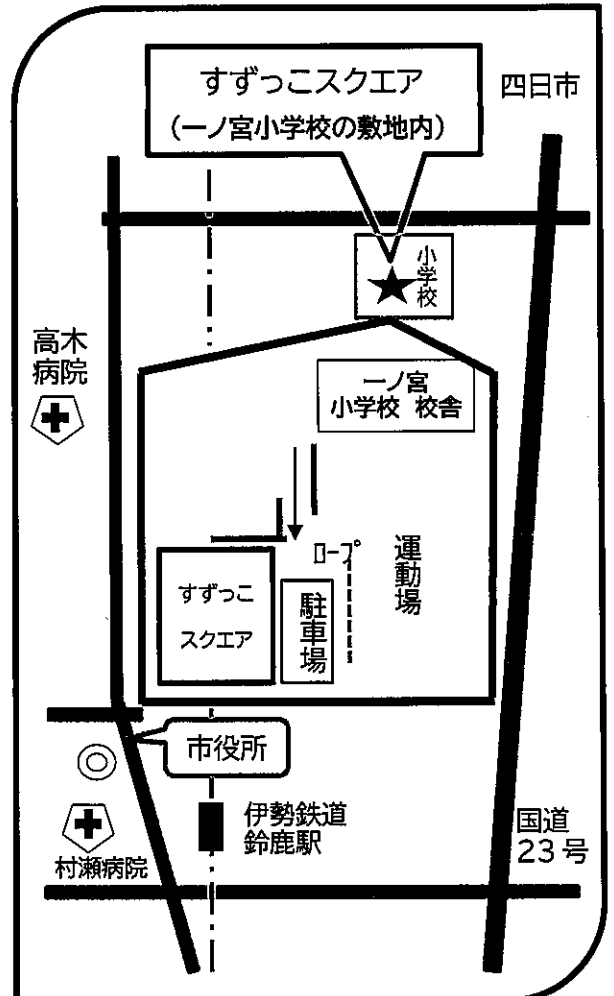 すずっこスクエア
(一ノ宮小学校の敷地内)
四日市
小学校
高木
病院
一ノ宮
小学校 校舎
ロープ
運動場
すずっこ
スクエア
駐車場
市役所
伊勢鉄道
鈴鹿駅
村瀬病院
国道
23号